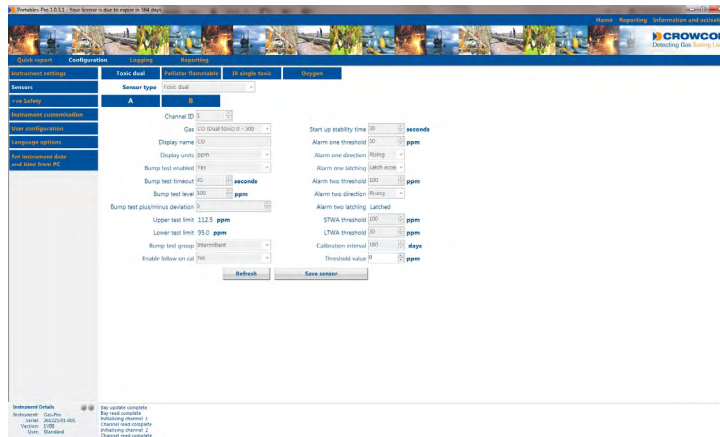 Portables-Pro 1.0.3.1 - Your license is due to expire in 364 days
Home Reporting Information and activati
CROWCO
Detecting Gas Saving Liv
Quick report Configuration Logging Reporting
Instrument settings
Sensors
+ve Safety
Instrument customisation
User configuration
Language options
Set instrument date
and time from PC
Toxic dual Pellistor flammable IR single toxic Oxygen
Sensor type Toxic dual
A B
Channel ID 1
Gas CO (Dual toxic) 0 - 500
Start up stability time 30 seconds
Display name CO
Alarm one threshold 30 ppm
Display units ppm
Alarm one direction Rising
Bump test enabled Yes
Alarm one latching Latch accep
Bump test timeout 45 seconds
Alarm two threshold 100 ppm
Bump test level 100 ppm
Alarm two direction Rising
Bump test plus/minus deviation 5
Alarm two latching Latched
Upper test limit 112.5 ppm
STWA threshold 100 ppm
Lower test limit 95.0 ppm
LTWA threshold 30 ppm
Bump test group Intermittent
Calibration interval 180 days
Enable follow on cal No
Threshold value 0 ppm
Refresh Save sensor
Instrument Details
Instrument: Gas-Pro
Serial:
Version: 1V08
User: Standard
Bay update complete
Bay read complete
Initialising channel 1
Channel read complete
Initialising channel 2
Channel read complete